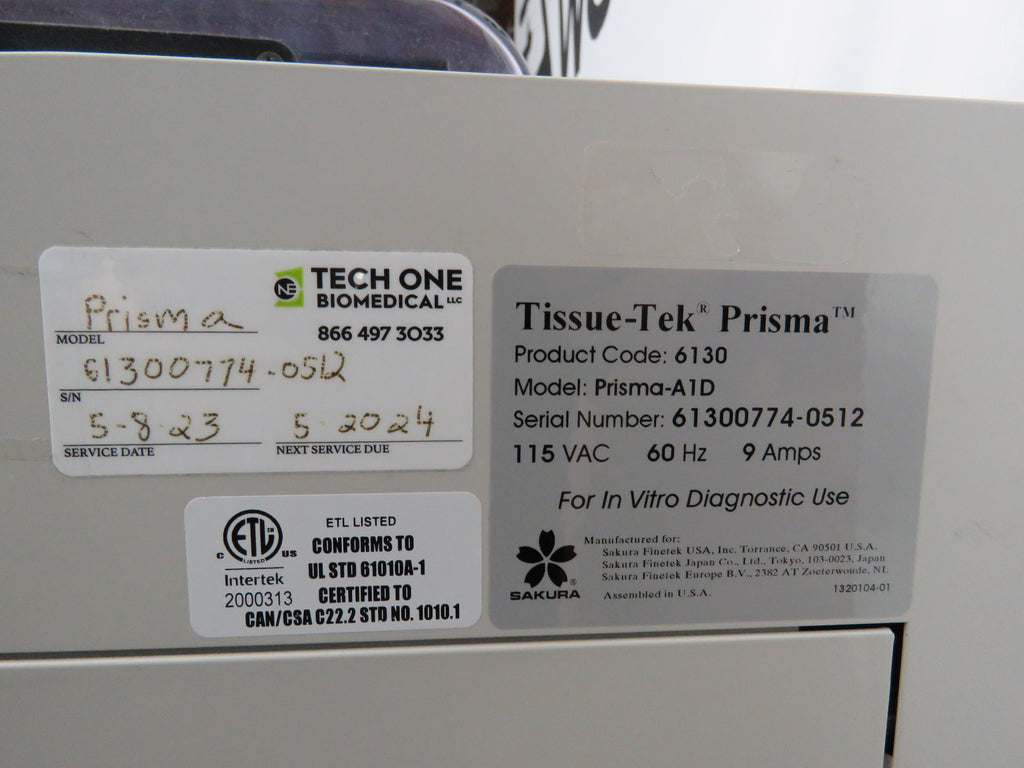 TECH ONE
BIOMEDICAL LLC
866 497 3033
Prisma
MODEL
61300774-0512
S/N
5-8-23 5-2024
SERVICE DATE NEXT SERVICE DUE
ETL LISTED
CONFORMS TO
UL STD 61010A-1
CERTIFIED TO
CAN/CSA C22.2 STD NO. 1010.1
C ETL CM US
LISTED
Intertek
2000313
Tissue-Tek® Prisma™
Product Code: 6130
Model: Prisma-A1D
Serial Number: 61300774-0512
115 VAC 60 Hz 9 Amps
For In Vitro Diagnostic Use
Manufactured for:
Sakura Finetek USA, Inc. Torrance, CA 90501 U.S.A.
Sakura Finetek Japan Co., Ltd., Tokyo, 103-0023, Japan
Sakura Finetek Europe B.V., 2382 AT Zoeterwoude, NL
Assembled in U.S.A.
1320104-01
SAKURA®